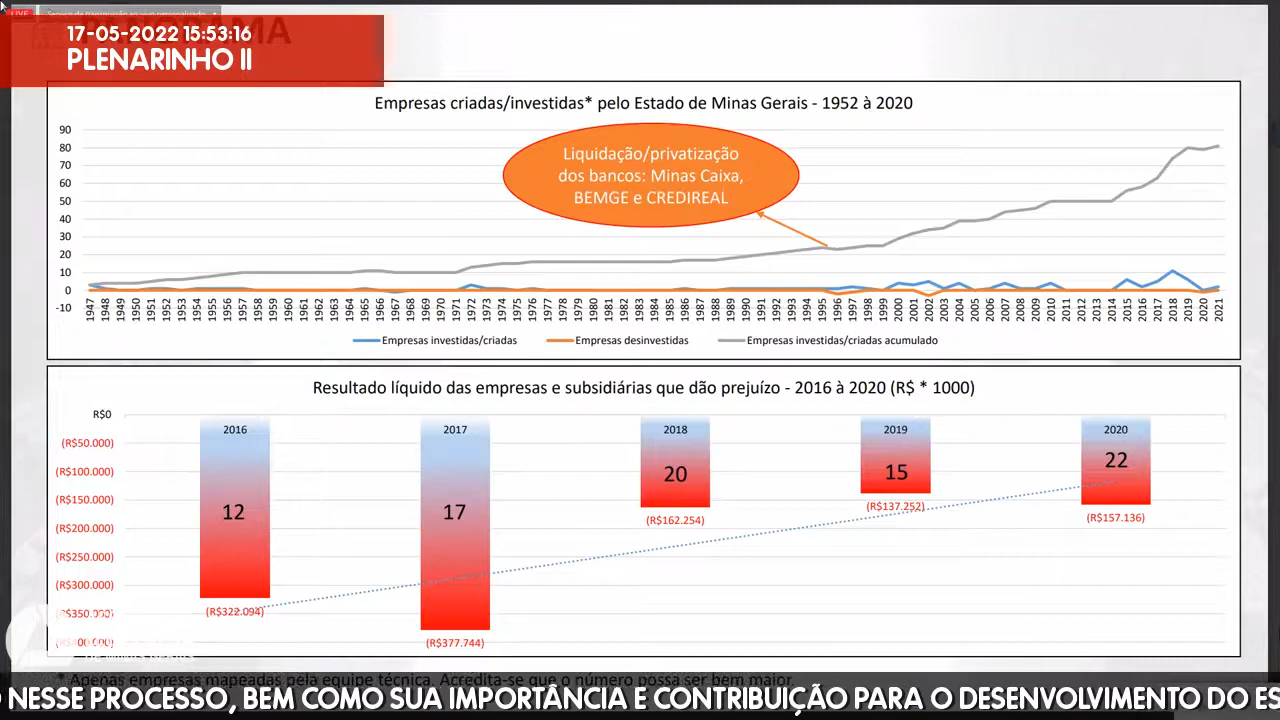 LIVE
17-05-2022 15:53:16
PLENARINHO II
Empresas criadas/investidas* pelo Estado de Minas Gerais - 1952 à 2020
90
80
70
60
50
40
30
20
10
0
-10
Liquidação/privatização
dos bancos: Minas Caixa,
BEMGE e CREDIREAL
1947 1948 1949 1950 1951 1952 1953 1954 1955 1956 1957 1958 1959 1960 1961 1962 1963 1964 1965 1966 1967 1968 1969 1970 1971 1972 1973 1974 1975 1976 1977 1978 1979 1980 1981 1982 1983 1984 1985 1986 1987 1988 1989 1990 1991 1992 1993 1994 1995 1996 1997 1998 1999 2000 2001 2002 2003 2004 2005 2006 2007 2008 2009 2010 2011 2012 2013 2014 2015 2016 2017 2018 2019 2020 2021
Empresas investidas/criadas Empresas desinvestidas Empresas investidas/criadas acumulado
Resultado líquido das empresas e subsidiárias que dão prejuízo - 2016 à 2020 (R$ * 1000)
R$0
(R$50.000)
(R$100.000)
(R$150.000)
(R$200.000)
(R$250.000)
(R$300.000)
(R$350.000)
(R$400.000)
2016 2017 2018 2019 2020
12 17 20 15 22
(R$322.094) (R$377.744) (R$162.254) (R$137.252) (R$157.136)
* Apenas empresas mapeadas pela equipe técnica. Acredita-se que o número possa ser bem maior.
O NESSE PROCESSO, BEM COMO SUA IMPORTÂNCIA E CONTRIBUIÇÃO PARA O DESENVOLVIMENTO DO ES